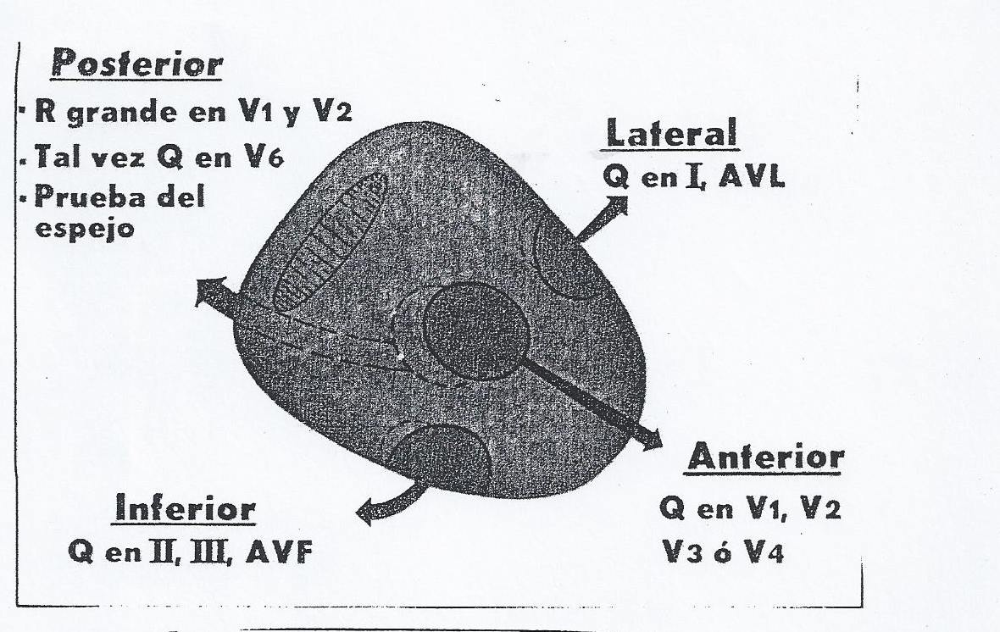 Posterior
· R grande en V1 y V2
· Tal vez Q en V6
· Prueba del
espejo
Lateral
Q en I, AVL
Anterior
Q en V1, V2
V3 ó V4
Inferior
Q en II, III, AVF